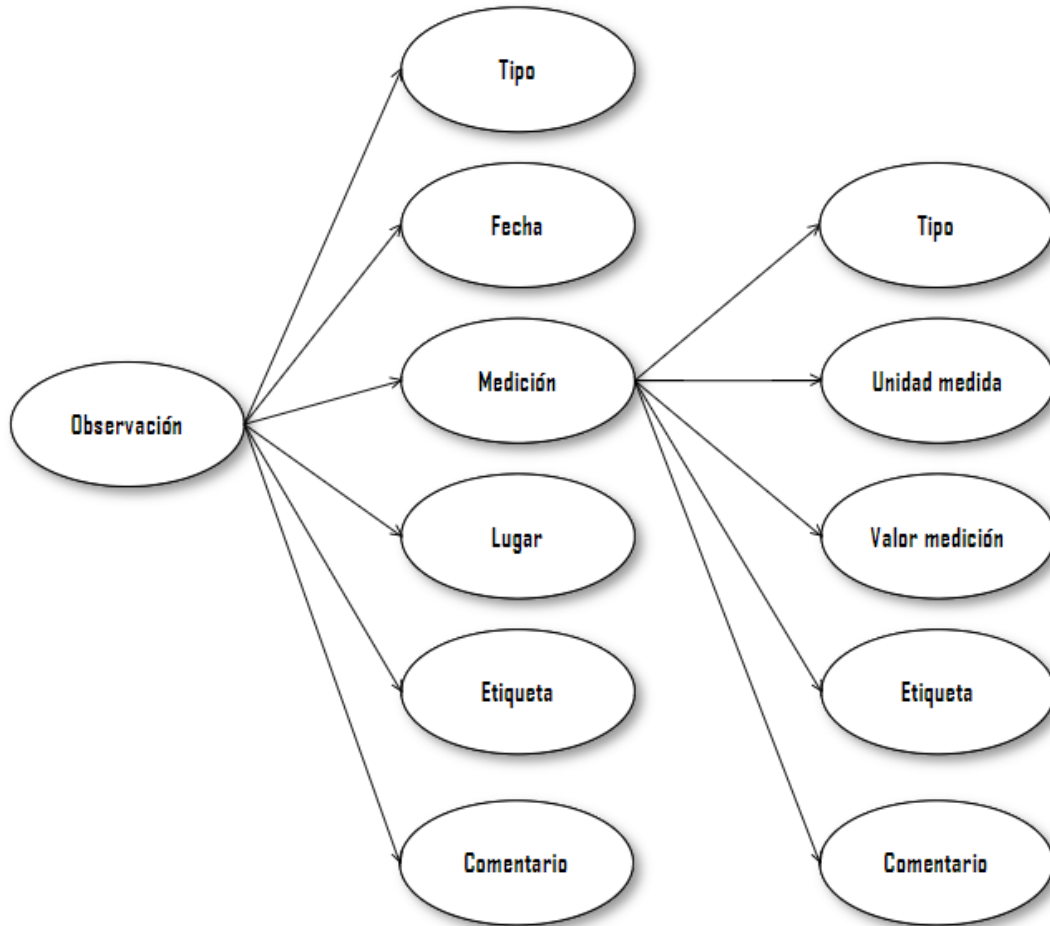 Observación
Tipo
Fecha
Medición
Lugar
Etiqueta
Comentario
Tipo
Unidad medida
Valor medición
Etiqueta
Comentario